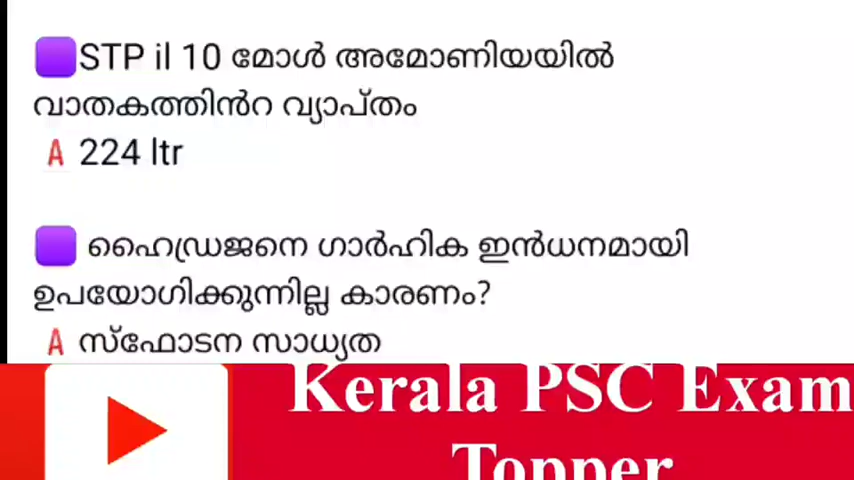 STP il 10 മോൾ അമോണിയയിൽ
വാതകത്തിൻറ വ്യാപ്തം
A 224 ltr
ഹൈഡ്രജനെ ഗാർഹിക ഇൻധനമായി
ഉപയോഗിക്കുന്നില്ല കാരണം?
A സ്ഫോടന സാധ്യത
Kerala PSC Exam
Topper